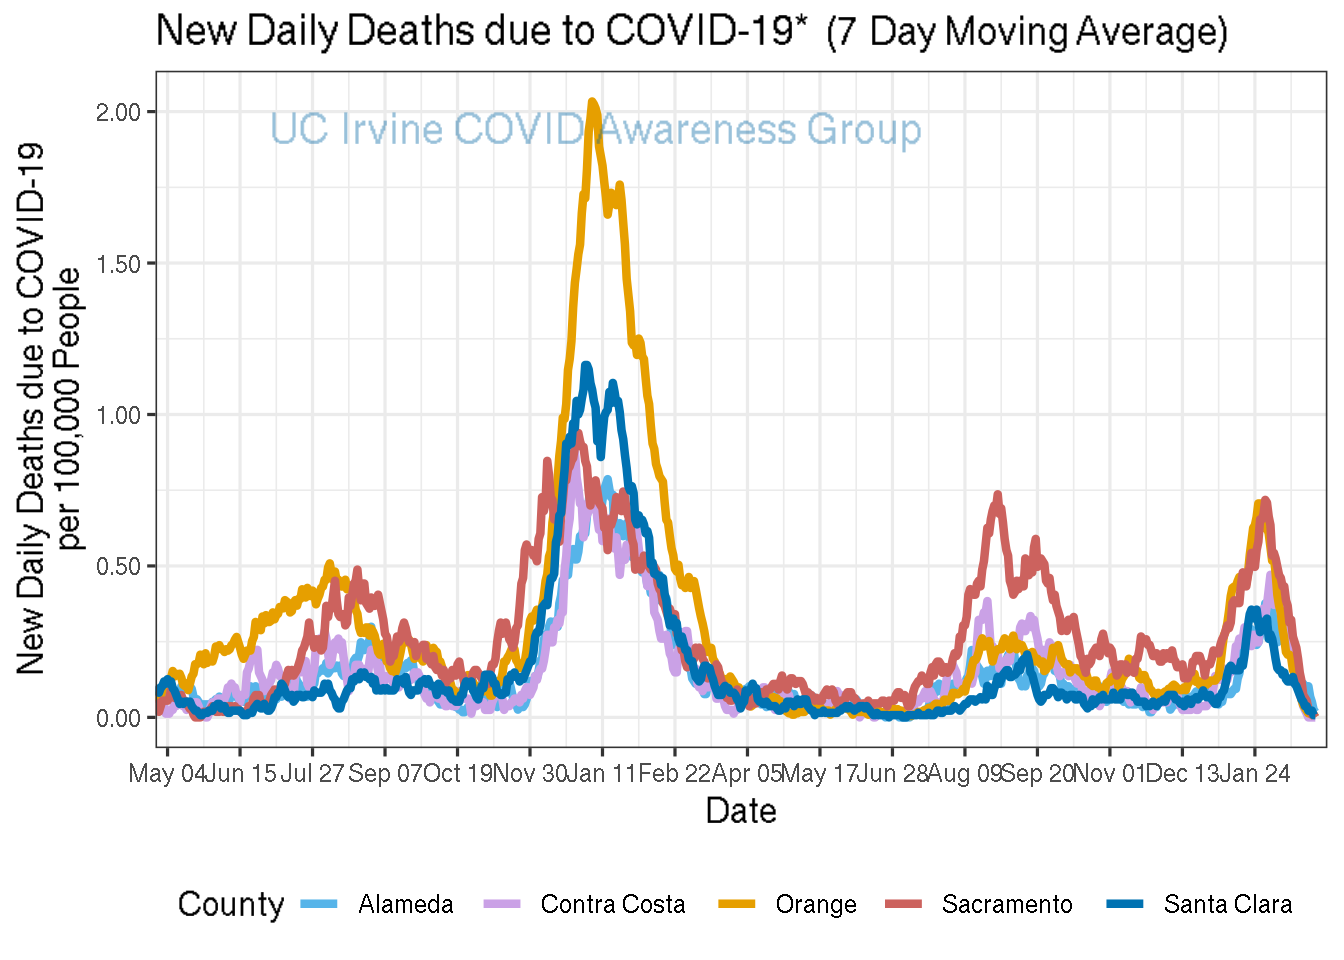 New Daily Deaths due to COVID-19* (7 Day Moving Average)
UC Irvine COVID Awareness Group
New Daily Deaths due to COVID-19
per 100,000 People
2.00
1.50
1.00
0.50
0.00
May 04 Jun 15 Jul 27 Sep 07 Oct 19 Nov 30 Jan 11 Feb 22 Apr 05 May 17 Jun 28 Aug 09 Sep 20 Nov 01 Dec 13 Jan 24
Date
County Alameda Contra Costa Orange Sacramento Santa Clara